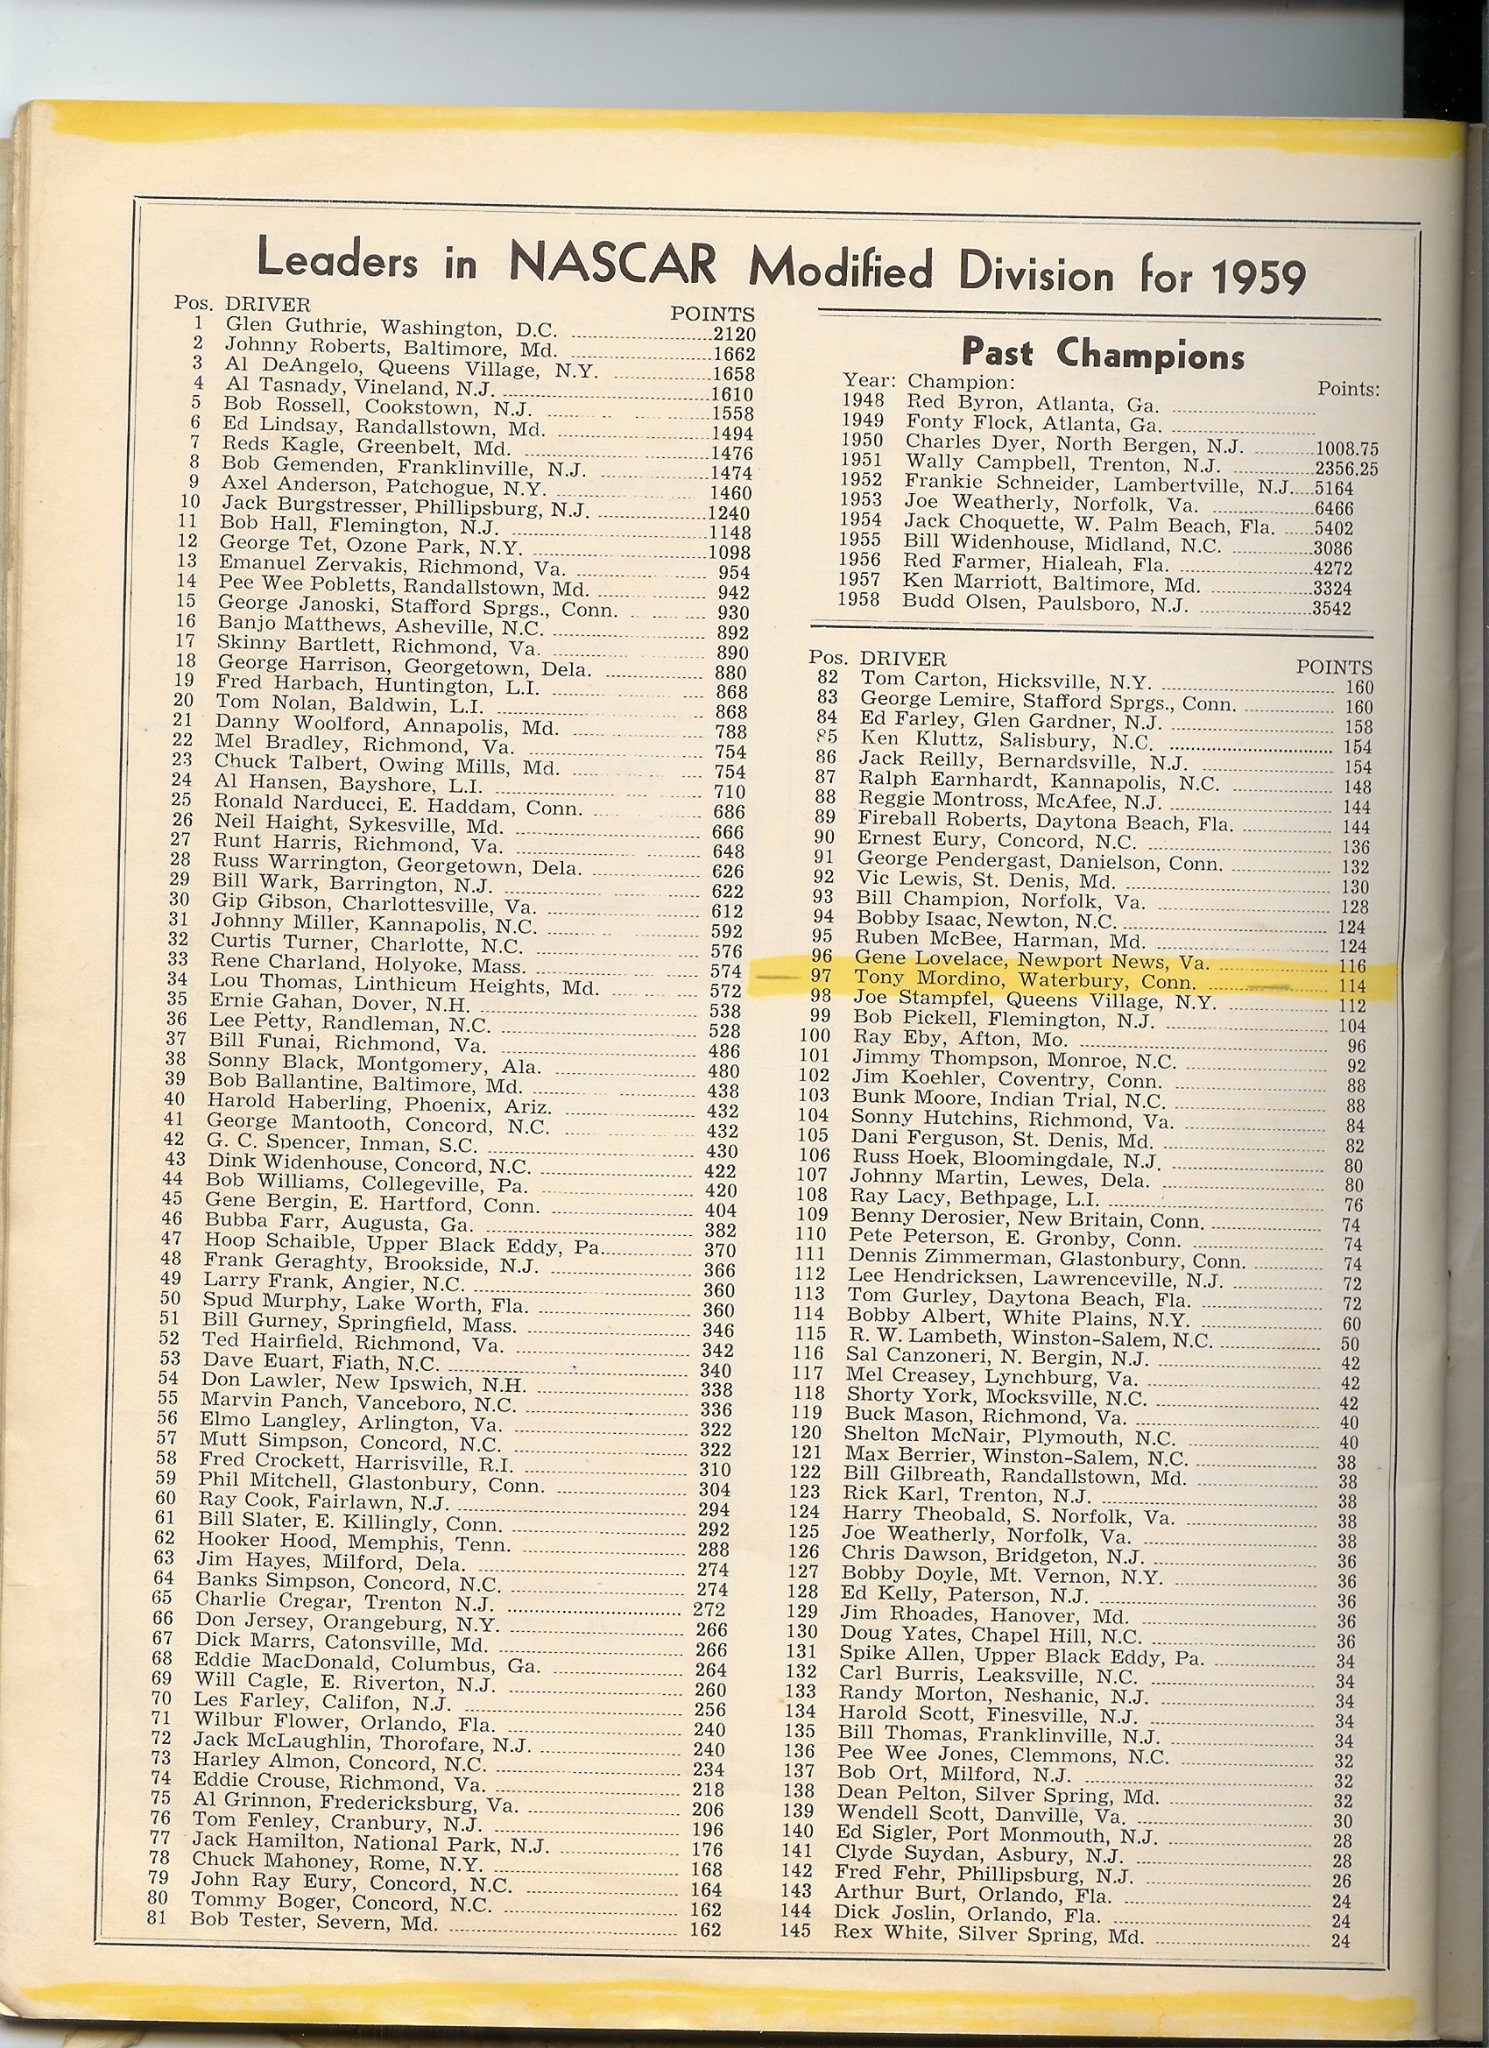 Leaders in NASCAR Modified Division for 1959
Pos. DRIVER POINTS
1 Glen Guthrie, Washington, D.C. 2120
2 Johnny Roberts, Baltimore, Md. 1662
3 Al DeAngelo, Queens Village, N.Y. 1658
4 Al Tasnady, Vineland, N.J. 1610
5 Bob Rossell, Cookstown, N.J. 1558
6 Ed Lindsay, Randallstown, Md. 1494
7 Reds Kagle, Greenbelt, Md. 1476
8 Bob Gemenden, Franklinville, N.J. 1474
9 Axel Anderson, Patchogue, N.Y. 1460
10 Jack Burgstresser, Phillipsburg, N.J. 1240
11 Bob Hall, Flemington, N.J. 1148
12 George Tet, Ozone Park, N.Y. 1098
13 Emanuel Zervakis, Richmond, Va. 954
14 Pee Wee Pobletts, Randallstown, Md. 942
15 George Janoski, Stafford Sprgs., Conn. 930
16 Banjo Matthews, Asheville, N.C. 892
17 Skinny Bartlett, Richmond, Va. 890
18 George Harrison, Georgetown, Dela. 880
19 Fred Harbach, Huntington, L.I. 868
20 Tom Nolan, Baldwin, L.I. 868
21 Danny Woolford, Annapolis, Md. 788
22 Mel Bradley, Richmond, Va. 754
23 Chuck Talbert, Owing Mills, Md. 754
24 Al Hansen, Bayshore, L.I. 710
25 Ronald Narducci, E. Haddam, Conn. 686
26 Neil Haight, Sykesville, Md. 666
27 Runt Harris, Richmond, Va. 648
28 Russ Warrington, Georgetown, Dela. 626
29 Bill Wark, Barrington, N.J. 622
30 Gip Gibson, Charlottesville, Va. 612
31 Johnny Miller, Kannapolis, N.C. 592
32 Curtis Turner, Charlotte, N.C. 576
33 Rene Charland, Holyoke, Mass. 574
34 Lou Thomas, Linthicum Heights, Md. 572
35 Ernie Gahan, Dover, N.H. 538
36 Lee Petty, Randleman, N.C. 528
37 Bill Funai, Richmond, Va. 486
38 Sonny Black, Montgomery, Ala. 480
39 Bob Ballantine, Baltimore, Md. 438
40 Harold Haberling, Phoenix, Ariz. 432
41 George Mantooth, Concord, N.C. 432
42 G. C. Spencer, Inman, S.C. 430
43 Dink Widenhouse, Concord, N.C. 422
44 Bob Williams, Collegeville, Pa. 420
45 Gene Bergin, E. Hartford, Conn. 404
46 Bubba Farr, Augusta, Ga. 382
47 Hoop Schaible, Upper Black Eddy, Pa. 370
48 Frank Geraghty, Brookside, N.J. 366
49 Larry Frank, Angier, N.C. 360
50 Spud Murphy, Lake Worth, Fla. 360
51 Bill Gurney, Springfield, Mass. 346
52 Ted Hairfield, Richmond, Va. 342
53 Dave Euart, Fiath, N.C. 340
54 Don Lawler, New Ipswich, N.H. 338
55 Marvin Panch, Vanceboro, N.C. 336
56 Elmo Langley, Arlington, Va. 322
57 Mutt Simpson, Concord, N.C. 322
58 Fred Crockett, Harrisville, R.I. 310
59 Phil Mitchell, Glastonbury, Conn. 304
60 Ray Cook, Fairlawn, N.J. 294
61 Bill Slater, E. Killingly, Conn. 292
62 Hooker Hood, Memphis, Tenn. 288
63 Jim Hayes, Milford, Dela. 274
64 Banks Simpson, Concord, N.C. 274
65 Charlie Cregar, Trenton N.J. 272
66 Don Jersey, Orangeburg, N.Y. 266
67 Dick Marrs, Catonsville, Md. 266
68 Eddie MacDonald, Columbus, Ga. 264
69 Will Cagle, E. Riverton, N.J. 260
70 Les Farley, Califon, N.J. 256
71 Wilbur Flower, Orlando, Fla. 240
72 Jack McLaughlin, Thorofare, N.J. 240
73 Harley Almon, Concord, N.C. 234
74 Eddie Crouse, Richmond, Va. 218
75 Al Grinnon, Fredericksburg, Va. 206
76 Tom Fenley, Cranbury, N.J. 196
77 Jack Hamilton, National Park, N.J. 176
78 Chuck Mahoney, Rome, N.Y. 168
79 John Ray Eury, Concord, N.C. 164
80 Tommy Boger, Concord, N.C. 162
81 Bob Tester, Severn, Md. 162
Past Champions
Year: Champion: Points:
1948 Red Byron, Atlanta, Ga.
1949 Fonty Flock, Atlanta, Ga.
1950 Charles Dyer, North Bergen, N.J. 1008.75
1951 Wally Campbell, Trenton, N.J. 2356.25
1952 Frankie Schneider, Lambertville, N.J. 5164
1953 Joe Weatherly, Norfolk, Va. 6466
1954 Jack Choquette, W. Palm Beach, Fla. 5402
1955 Bill Widenhouse, Midland, N.C. 3086
1956 Red Farmer, Hialeah, Fla. 4272
1957 Ken Marriott, Baltimore, Md. 3324
1958 Budd Olsen, Paulsboro, N.J. 3542
Pos. DRIVER POINTS
82 Tom Carton, Hicksville, N.Y. 160
83 George Lemire, Stafford Sprgs., Conn. 160
84 Ed Farley, Glen Gardner, N.J. 158
85 Ken Kluttz, Salisbury, N.C. 154
86 Jack Reilly, Bernardsville, N.J. 154
87 Ralph Earnhardt, Kannapolis, N.C. 148
88 Reggie Montross, McAfee, N.J. 144
89 Fireball Roberts, Daytona Beach, Fla. 144
90 Ernest Eury, Concord, N.C. 136
91 George Pendergast, Danielson, Conn. 132
92 Vic Lewis, St. Denis, Md. 130
93 Bill Champion, Norfolk, Va. 128
94 Bobby Isaac, Newton, N.C. 124
95 Ruben McBee, Harman, Md. 124
96 Gene Lovelace, Newport News, Va. 116
97 Tony Mordino, Waterbury, Conn. 114
98 Joe Stampfel, Queens Village, N.Y. 112
99 Bob Pickell, Flemington, N.J. 104
100 Ray Eby, Afton, Mo. 96
101 Jimmy Thompson, Monroe, N.C. 92
102 Jim Koehler, Coventry, Conn. 88
103 Bunk Moore, Indian Trial, N.C. 88
104 Sonny Hutchins, Richmond, Va. 84
105 Dani Ferguson, St. Denis, Md. 82
106 Russ Hoek, Bloomingdale, N.J. 80
107 Johnny Martin, Lewes, Dela. 80
108 Ray Lacy, Bethpage, L.I. 76
109 Benny Derosier, New Britain, Conn. 74
110 Pete Peterson, E. Gronby, Conn. 74
111 Dennis Zimmerman, Glastonbury, Conn. 74
112 Lee Hendricksen, Lawrenceville, N.J. 72
113 Tom Gurley, Daytona Beach, Fla. 72
114 Bobby Albert, White Plains, N.Y. 60
115 R. W. Lambeth, Winston-Salem, N.C. 50
116 Sal Canzoneri, N. Bergin, N.J. 42
117 Mel Creasey, Lynchburg, Va. 42
118 Shorty York, Mocksville, N.C. 42
119 Buck Mason, Richmond, Va. 40
120 Shelton McNair, Plymouth, N.C. 40
121 Max Berrier, Winston-Salem, N.C. 38
122 Bill Gilbreath, Randallstown, Md. 38
123 Rick Karl, Trenton, N.J. 38
124 Harry Theobald, S. Norfolk, Va. 38
125 Joe Weatherly, Norfolk, Va. 38
126 Chris Dawson, Bridgeton, N.J. 36
127 Bobby Doyle, Mt. Vernon, N.Y. 36
128 Ed Kelly, Paterson, N.J. 36
129 Jim Rhoades, Hanover, Md. 36
130 Doug Yates, Chapel Hill, N.C. 36
131 Spike Allen, Upper Black Eddy, Pa. 34
132 Carl Burris, Leaksville, N.C. 34
133 Randy Morton, Neshanic, N.J. 34
134 Harold Scott, Finesville, N.J. 34
135 Bill Thomas, Franklinville, N.J. 34
136 Pee Wee Jones, Clemmons, N.C. 32
137 Bob Ort, Milford, N.J. 32
138 Dean Pelton, Silver Spring, Md. 32
139 Wendell Scott, Danville, Va. 30
140 Ed Sigler, Port Monmouth, N.J. 28
141 Clyde Suydan, Asbury, N.J. 28
142 Fred Fehr, Phillipsburg, N.J. 26
143 Arthur Burt, Orlando, Fla. 24
144 Dick Joslin, Orlando, Fla. 24
145 Rex White, Silver Spring, Md. 24